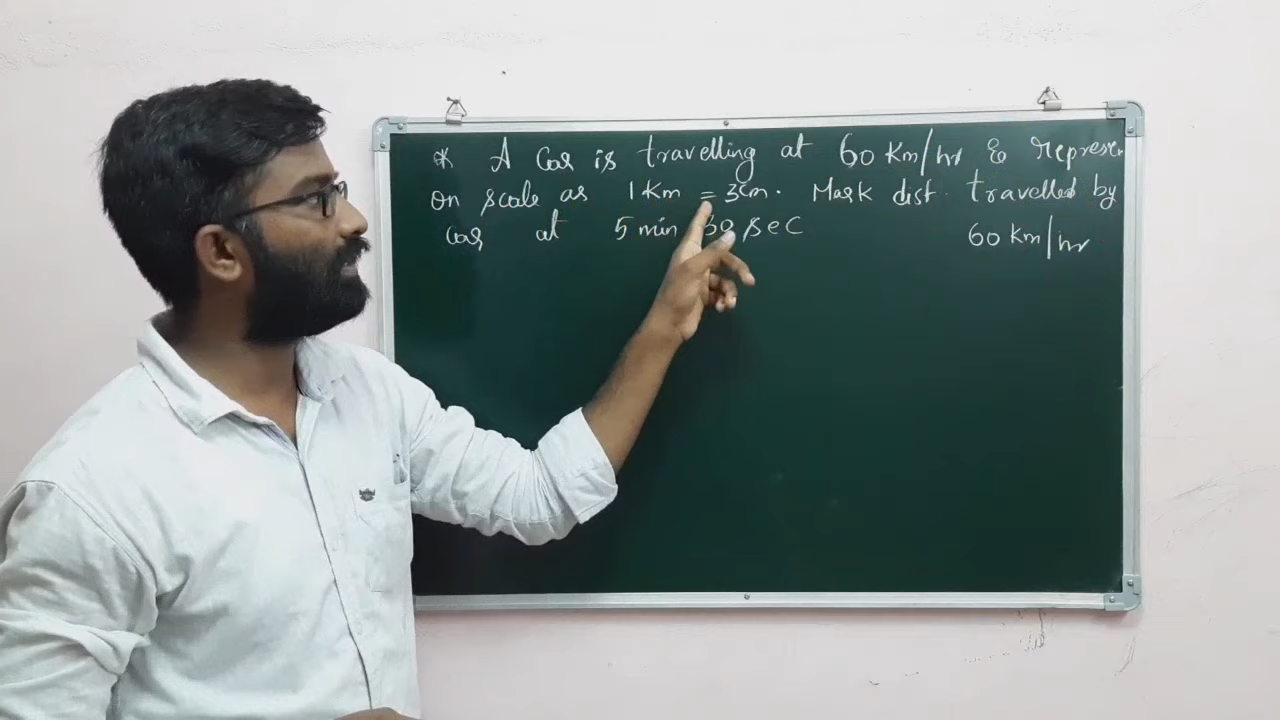 * A Car is travelling at 60 Km/hr & Represen
on scale as 1 Km = 3cm. Mark dist. travelled by
car at 5 min 30 sec
60 Km/hr